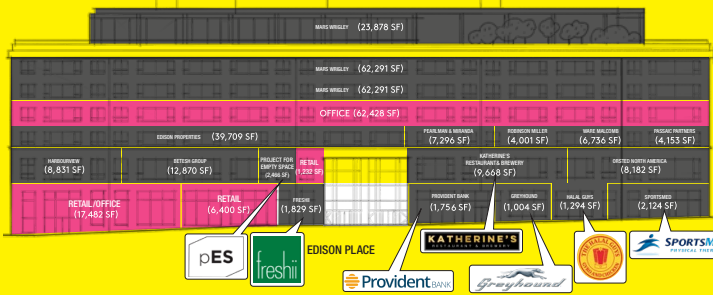 MARS WRIGLEY (23,878 SF)
MARS WRIGLEY (62,291 SF)
MARS WRIGLEY (62,291 SF)
OFFICE (62,428 SF)
EDISON PROPERTIES (39,709 SF)
PEARLMAN & MIRANDA
(7,296 SF)
ROBINSON MILLER
(4,001 SF)
WARE MALCOMB
(6,736 SF)
PASSAIC PARTNERS
(4,153 SF)
HARBOURVIEW
(8,831 SF)
BETESH GROUP
(12,870 SF)
PROJECT FOR
EMPTY SPACE
(2,466 SF)
RETAIL
(1,232 SF)
KATHERINE'S
RESTAURANT & BREWERY
(9,668 SF)
ORSTED NORTH AMERICA
(8,182 SF)
RETAIL/OFFICE
(17,482 SF)
RETAIL
(6,400 SF)
FRESHII
(1,829 SF)
PROVIDENT BANK
(1,756 SF)
GREYHOUND
(1,004 SF)
HALAL GUYS
(1,294 SF)
SPORTSMED
(2,124 SF)
pES
freshii
EDISON PLACE
Provident BANK
KATHERINE'S
RESTAURANT & BREWERY
Greyhound
THE HALAL GUYS
SPORTSM
PHYSICAL THER